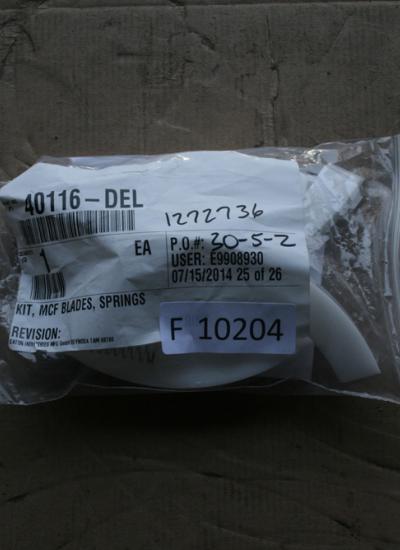 40116-DEL
1272736
1
EA
P.O.#: 30-5-2
USER: E9908930
07/15/2014 25 of 26
KIT, MCF BLADES, SPRINGS
REVISION:
F 10204